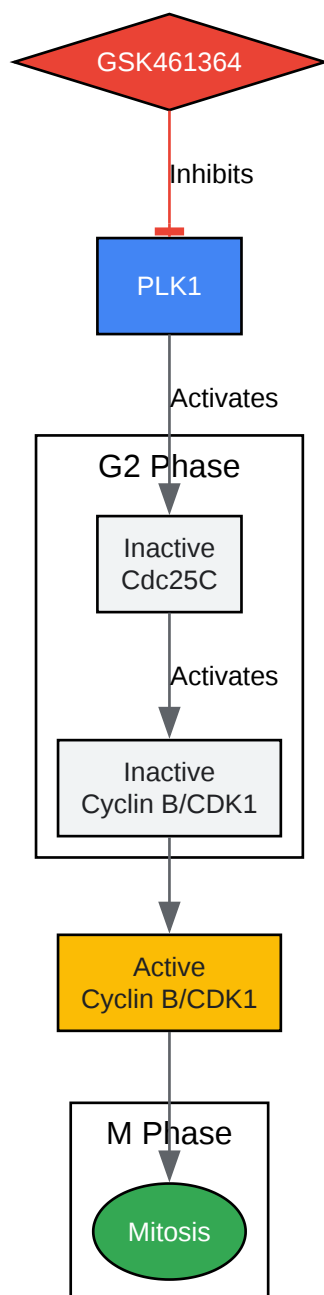 GSK461364
Inhibits
PLK1
Activates
G2 Phase
Inactive
Cdc25C
Activates
Inactive
Cyclin B/CDK1
Active
Cyclin B/CDK1
M Phase
Mitosis